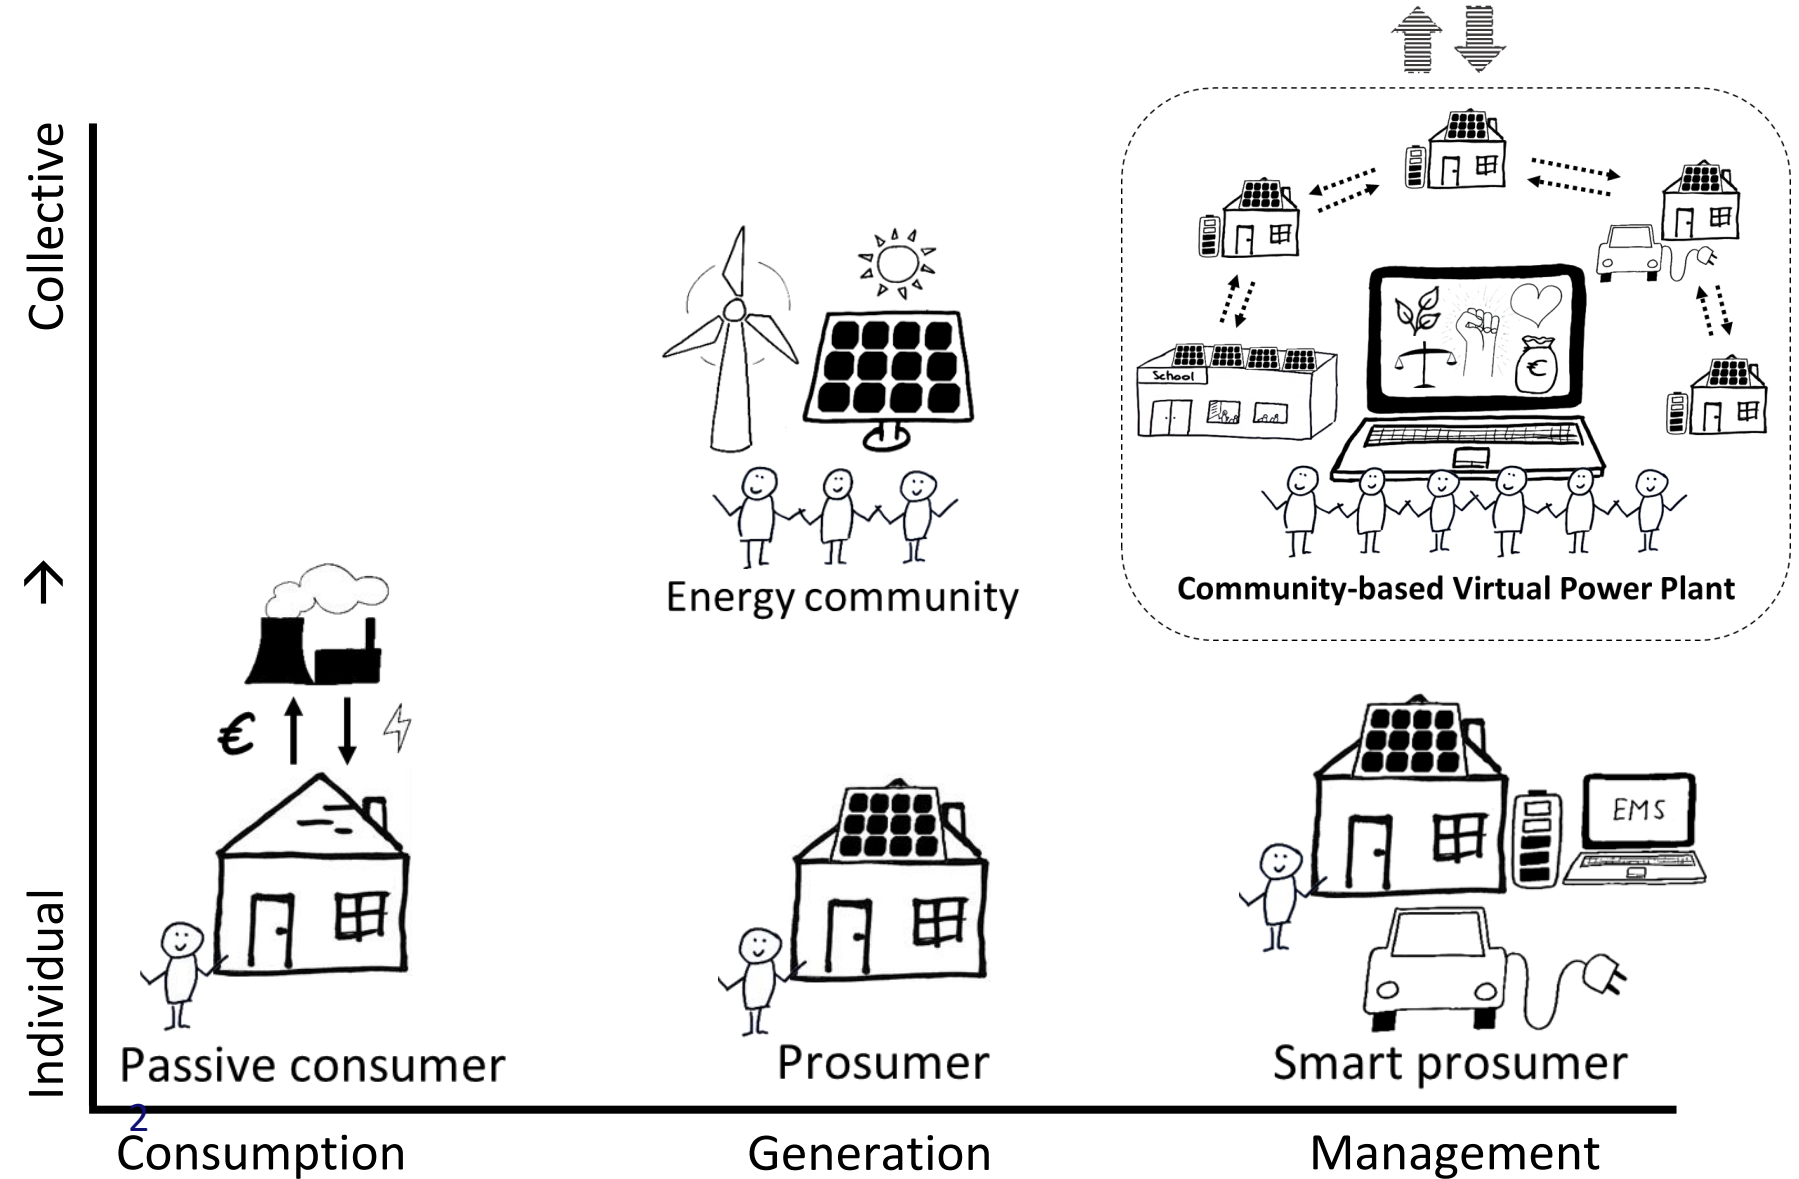 Collective
→
Individual
School
€
Energy community
Community-based Virtual Power Plant
€
EMS
Passive consumer
Prosumer
Smart prosumer
2
Consumption
Generation
Management